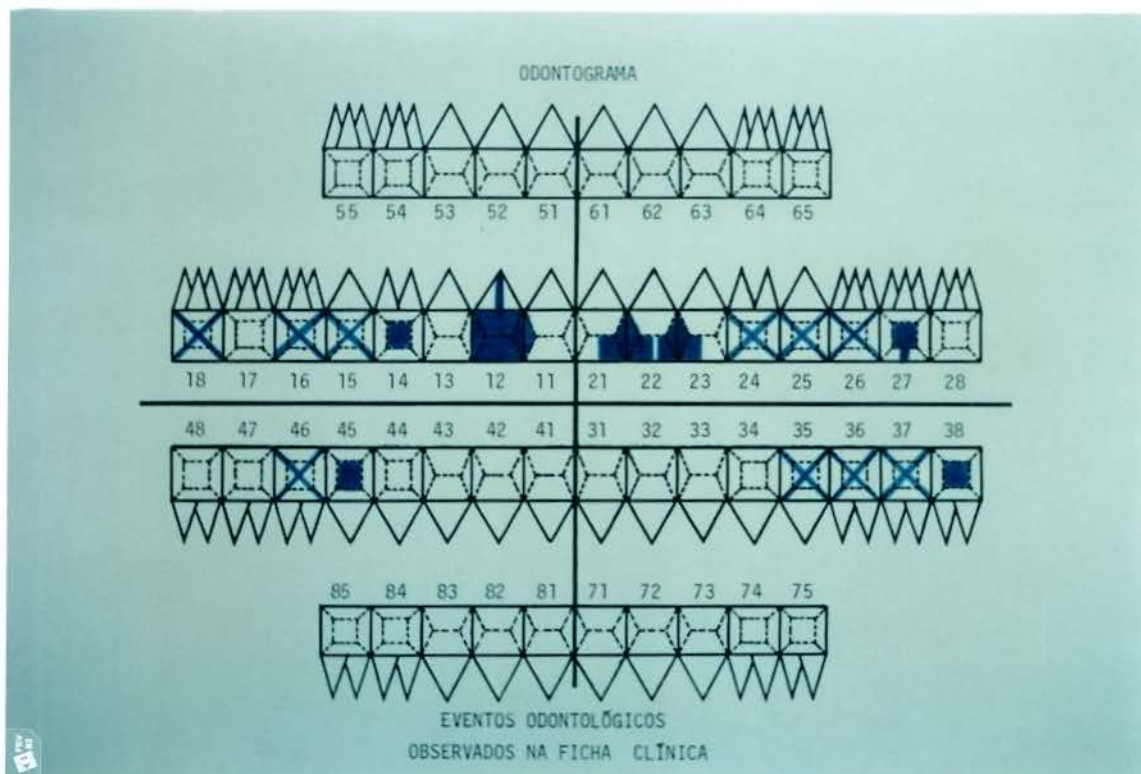 ODONTOGRAMA
55 54 53 52 51 61 62 63 64 65
18 17 16 15 14 13 12 11 21 22 23 24 25 26 27 28
48 47 46 45 44 43 42 41 31 32 33 34 35 36 37 38
85 84 83 82 81 71 72 73 74 75
EVENTOS ODONTOLÕGICOS
OBSERVADOS NA FICHA CLĪNICA